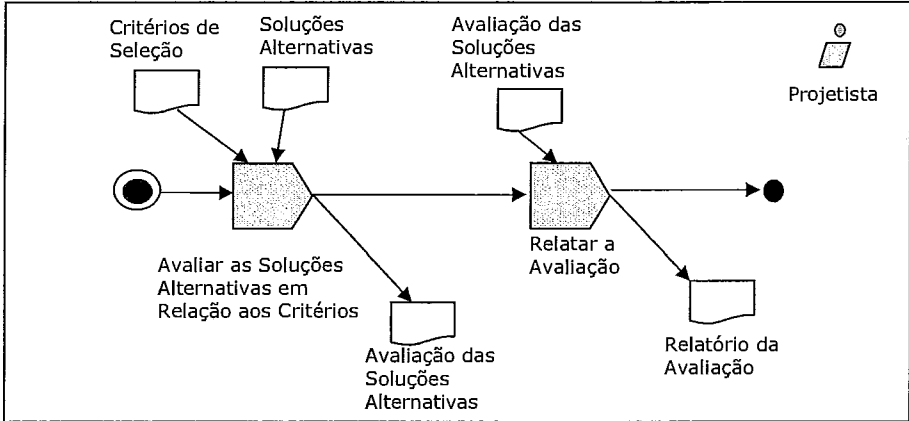 Critérios de
Seleção
Soluções
Alternativas
Avaliação das
Soluções
Alternativas
Projetista
Avaliar as Soluções
Alternativas em
Relação aos Critérios
Relatar a
Avaliação
Avaliação das
Soluções
Alternativas
Relatório da
Avaliação